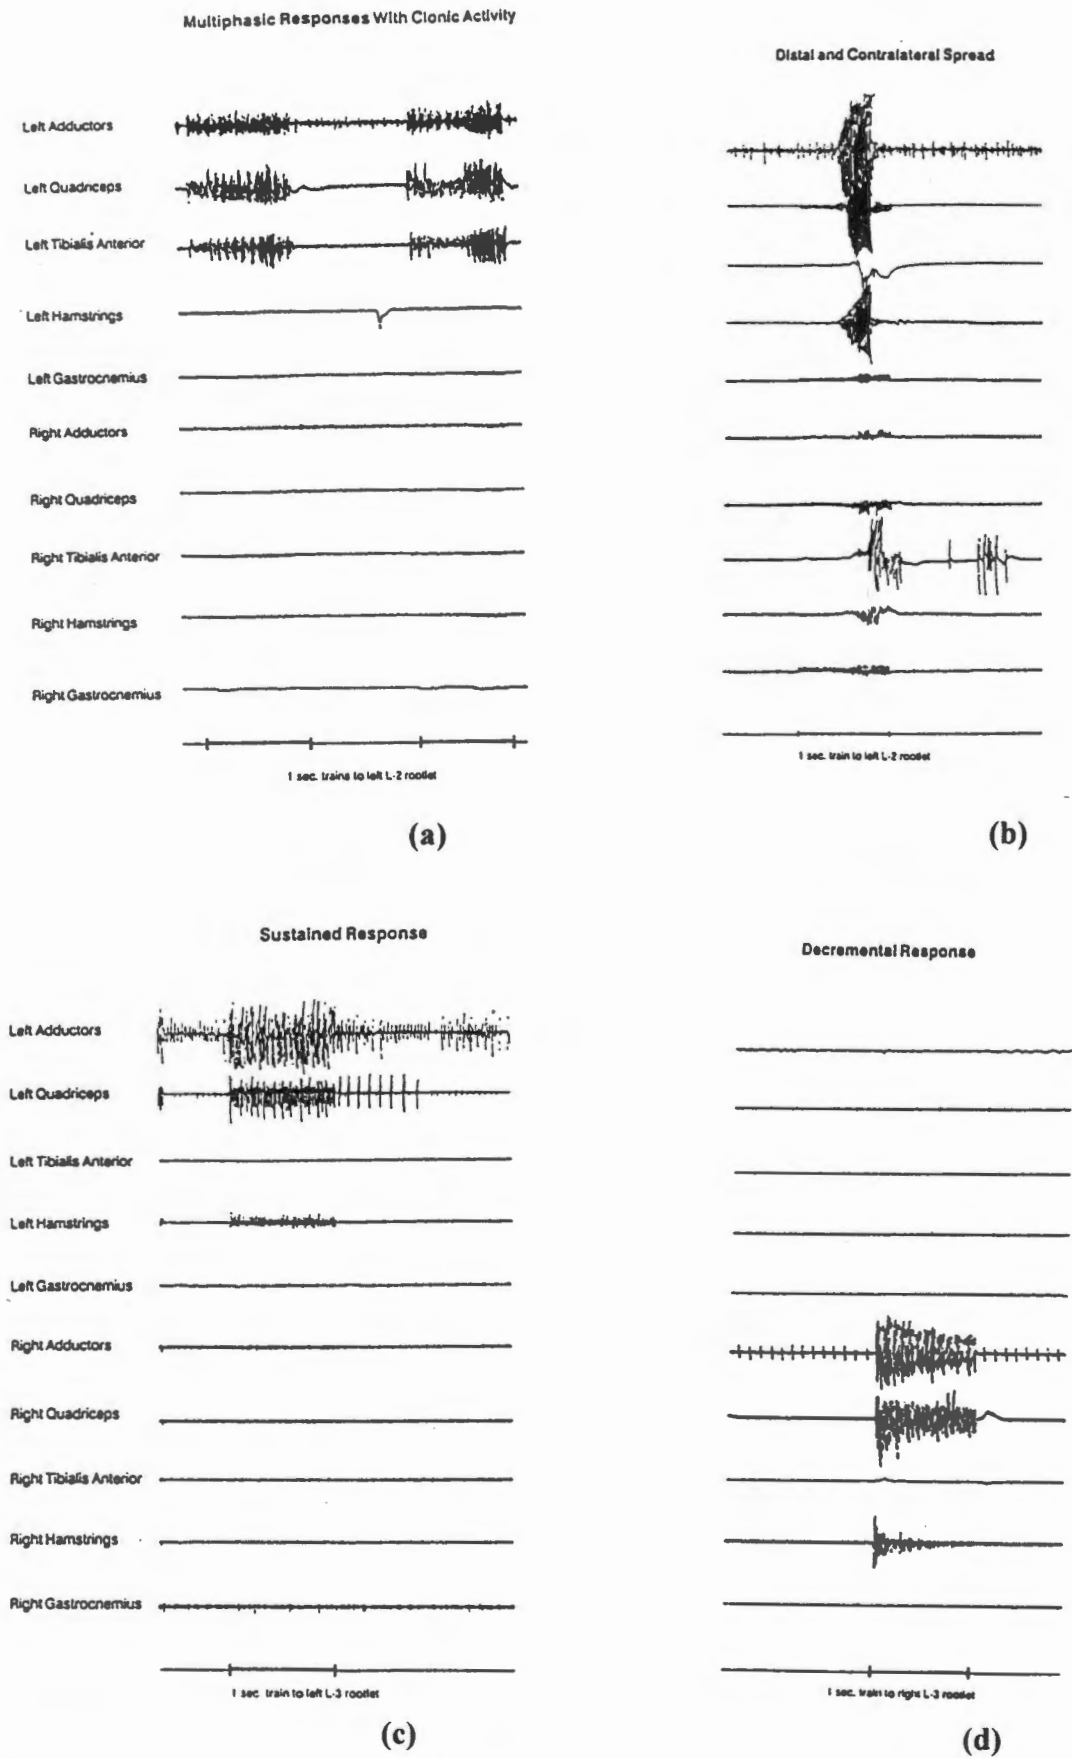 Multiphasic Responses With Clonic Activity
Left Adductors
Left Quadriceps
Left Tibialis Anterior
Left Hamstrings
Left Gastrocnemius
Right Adductors
Right Quadriceps
Right Tibialis Anterior
Right Hamstrings
Right Gastrocnemius
1 sec. trains to left L-2 rootlet
(a)
Distal and Contralateral Spread
1 sec. train to left L-2 rootlet
(b)
Sustained Response
Left Adductors
Left Quadriceps
Left Tibialis Anterior
Left Hamstrings
Left Gastrocnemius
Right Adductors
Right Quadriceps
Right Tibialis Anterior
Right Hamstrings
Right Gastrocnemius
1 sec. train to left L-3 rootlet
(c)
Decremental Response
1 sec. train to right L-3 rootlet
(d)